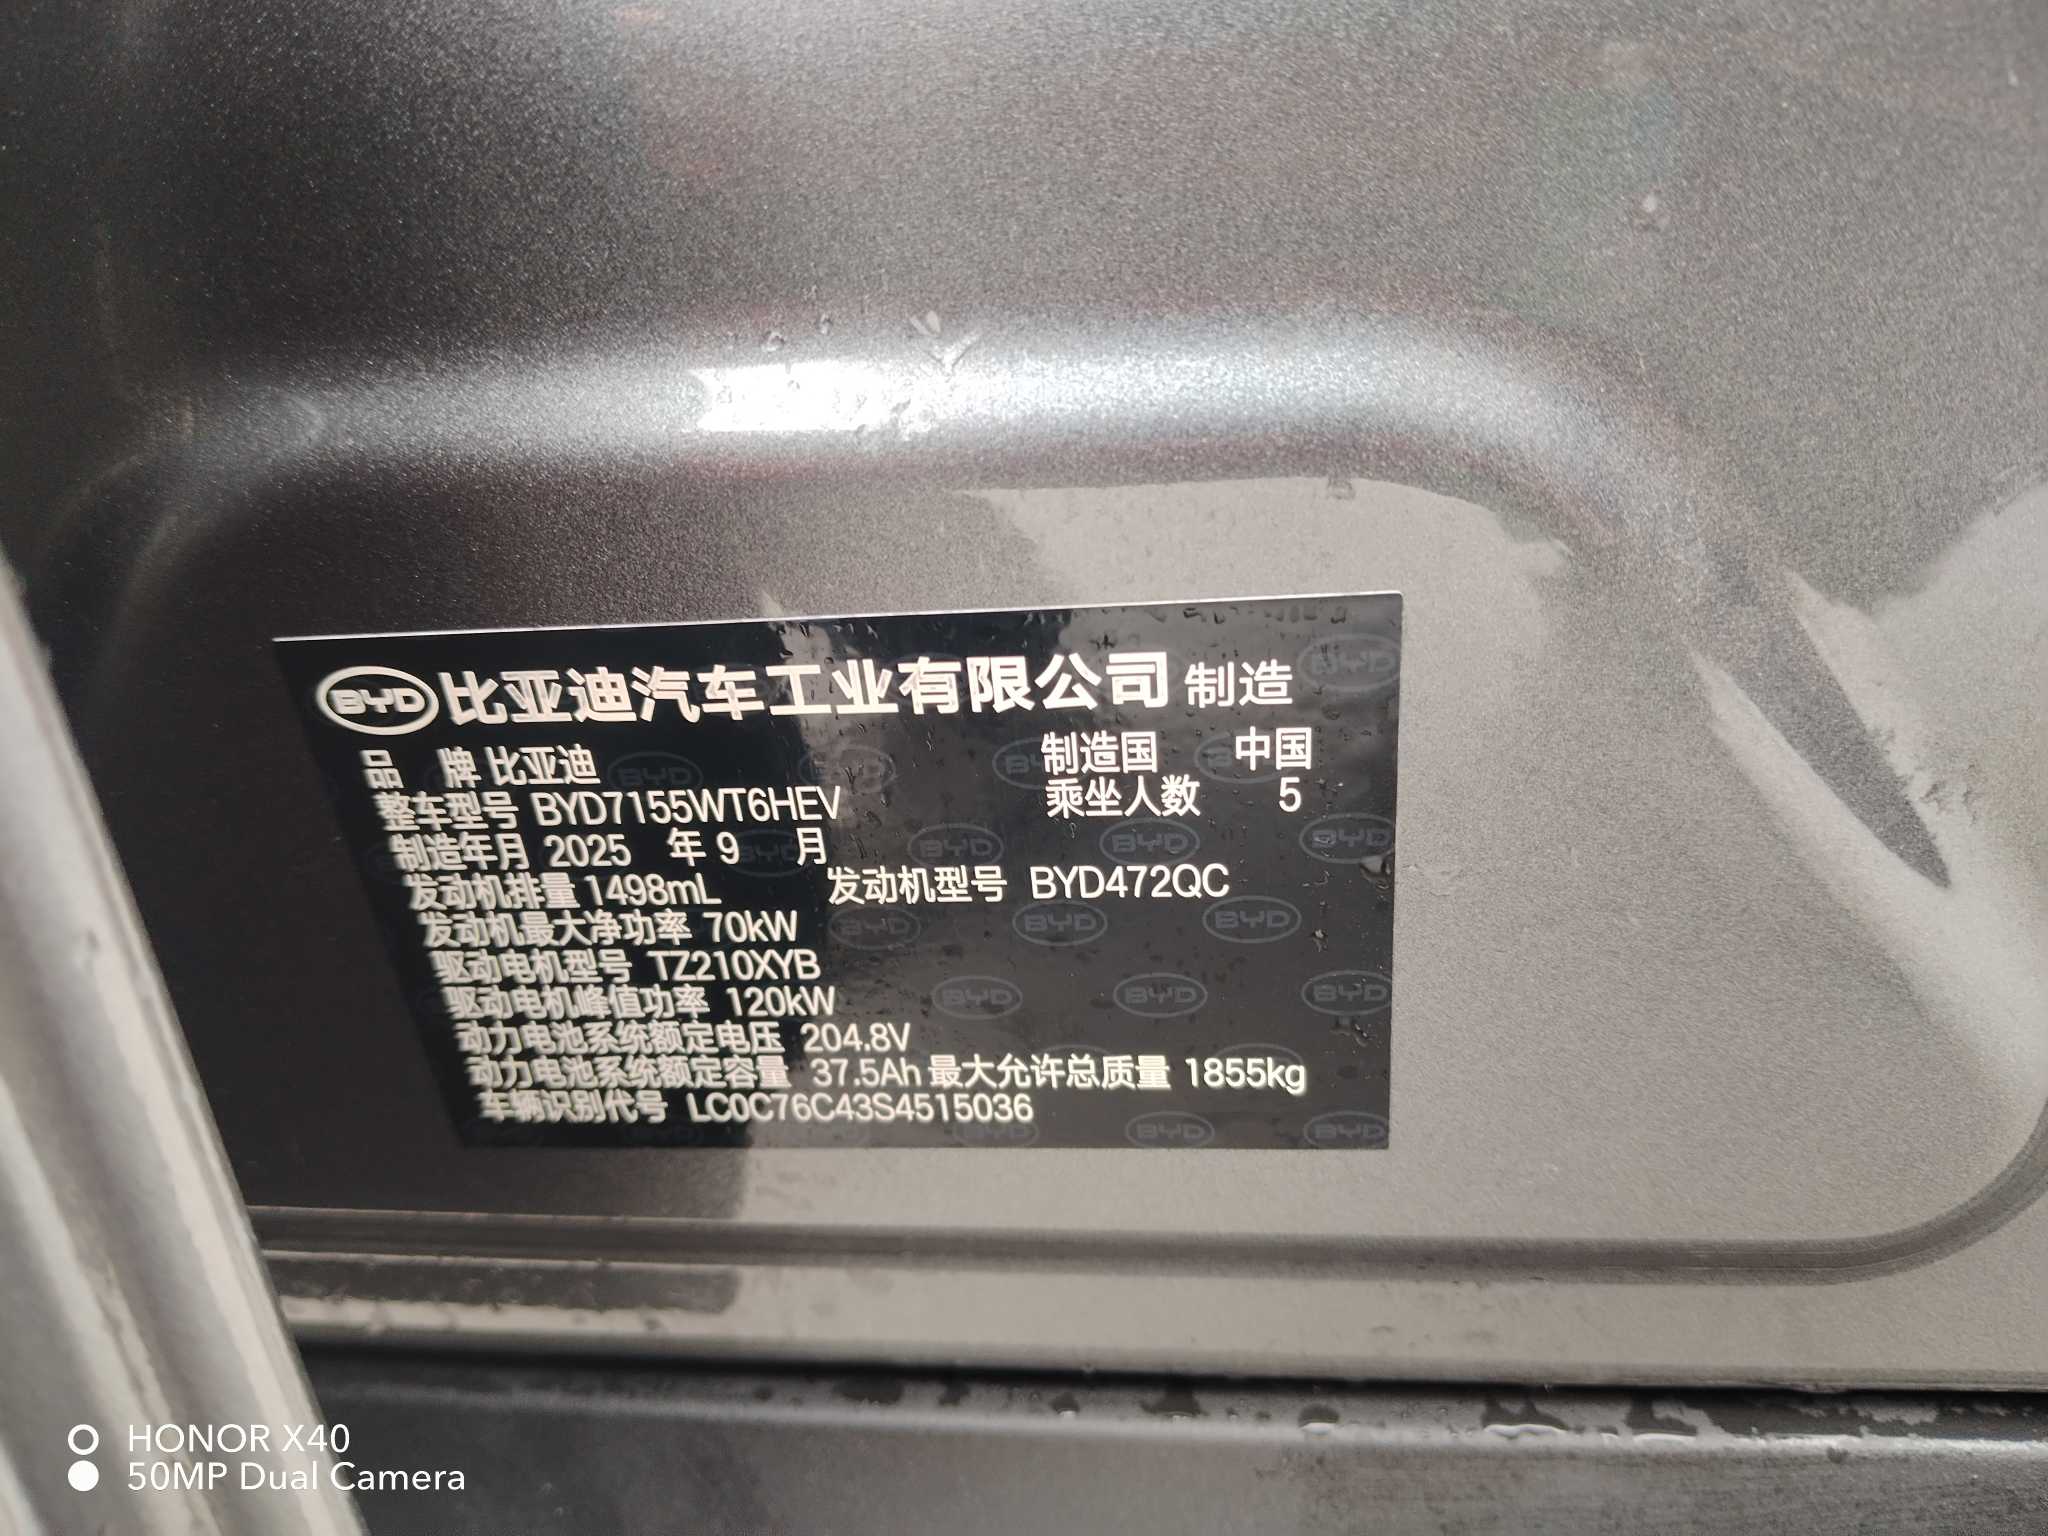 BYD 比亚迪汽车工业有限公司 制造
品 牌 比亚迪 制造国 中国
整车型号 BYD7155WT6HEV 乘坐人数 5
制造年月 2025 年 9 月
发动机排量 1498mL 发动机型号 BYD472QC
发动机最大净功率 70kW
驱动电机型号 TZ210XYB
驱动电机峰值功率 120kW
动力电池系统额定电压 204.8V
动力电池系统额定容量 37.5Ah 最大允许总质量 1855kg
车辆识别代号 LC0C76C43S4515036
HONOR X40
50MP Dual Camera